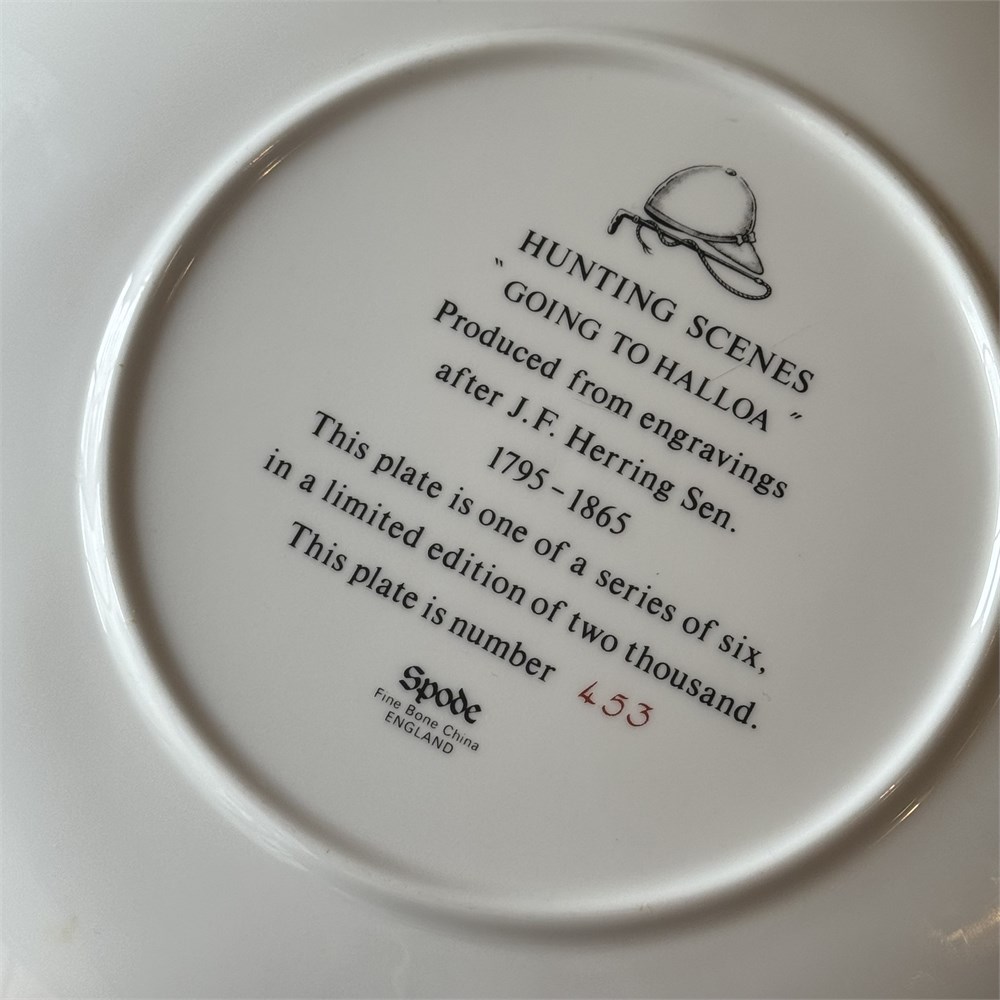 HUNTING SCENES
" GOING TO HALLOA "
Produced from engravings
after J.F. Herring Sen.
1795 - 1865
This plate is one of a series of six,
in a limited edition of two thousand.
This plate is number 453
Spode
Fine Bone China
ENGLAND